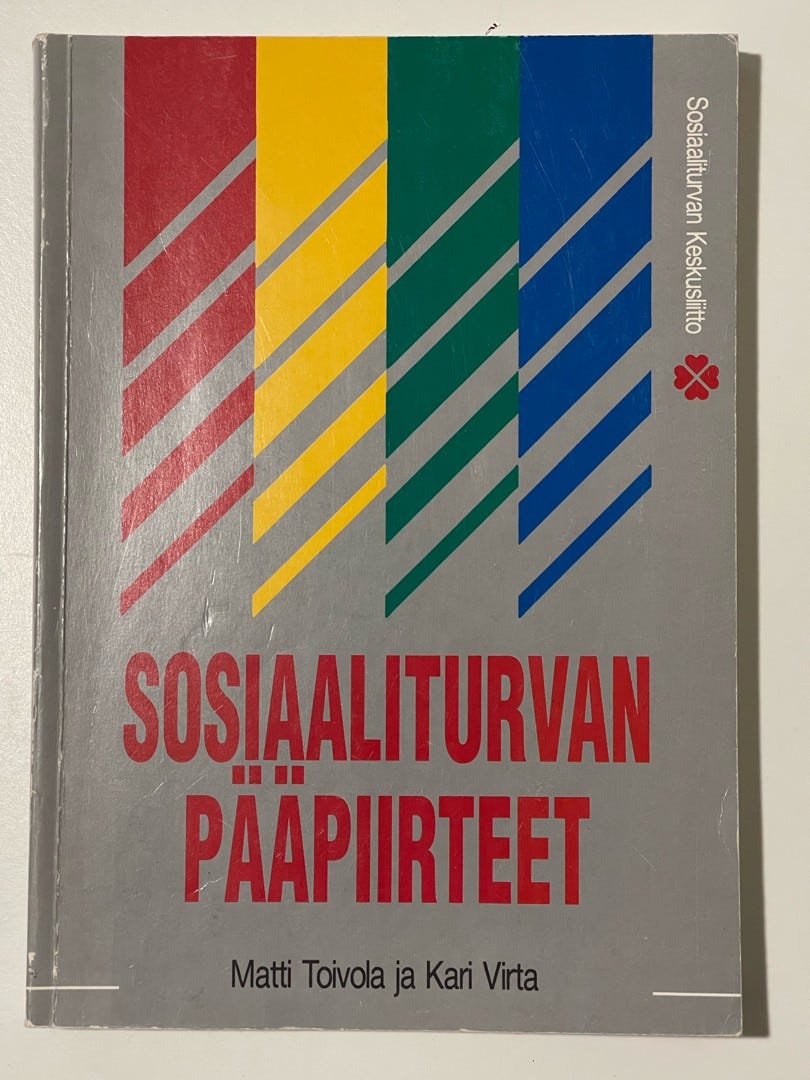 Sosiaaliturvan Keskusliitto
SOSIAALITURVAN
PÄÄPIIRTEET
Matti Toivola ja Kari Virta